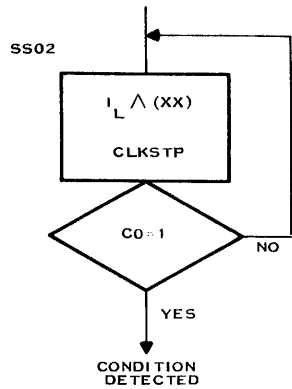 SS02
I_L ∧ (XX)
CLKSTP
C0=1
NO
YES
CONDITION
DETECTED